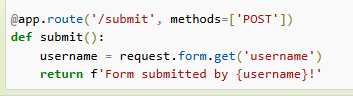 @app.route('/submit', methods=['POST'])
def submit():
    username = request.form.get('username')
    return f'Form submitted by {username}!'